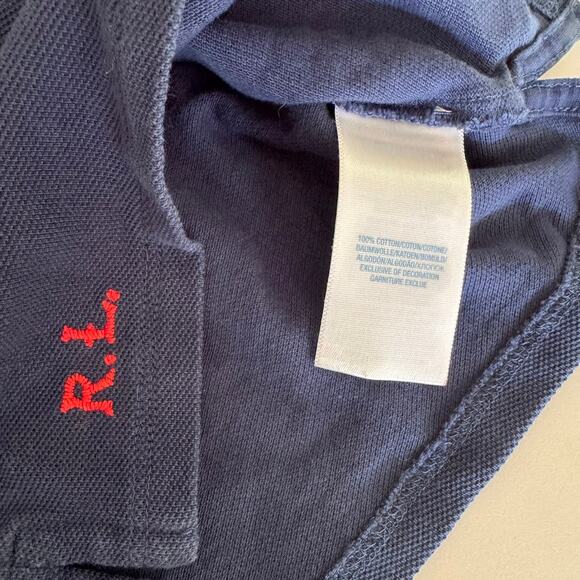 100% COTTON/COTON/COTONE/
BAUMWOLLE/KATOEN/BOMULD/
ALGODÓN/ALGODÃO/ХЛОПОК
EXCLUSIVE OF DECORATION
GARNITURE EXCLUE
R.L.